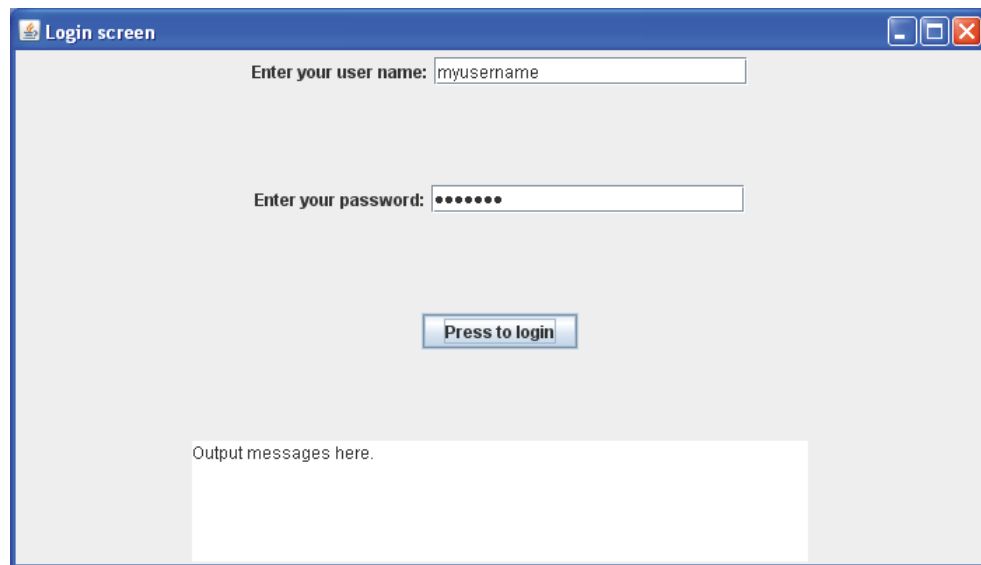 Login screen
Enter your user name: myusername
Enter your password: •••••••
Press to login
Output messages here.